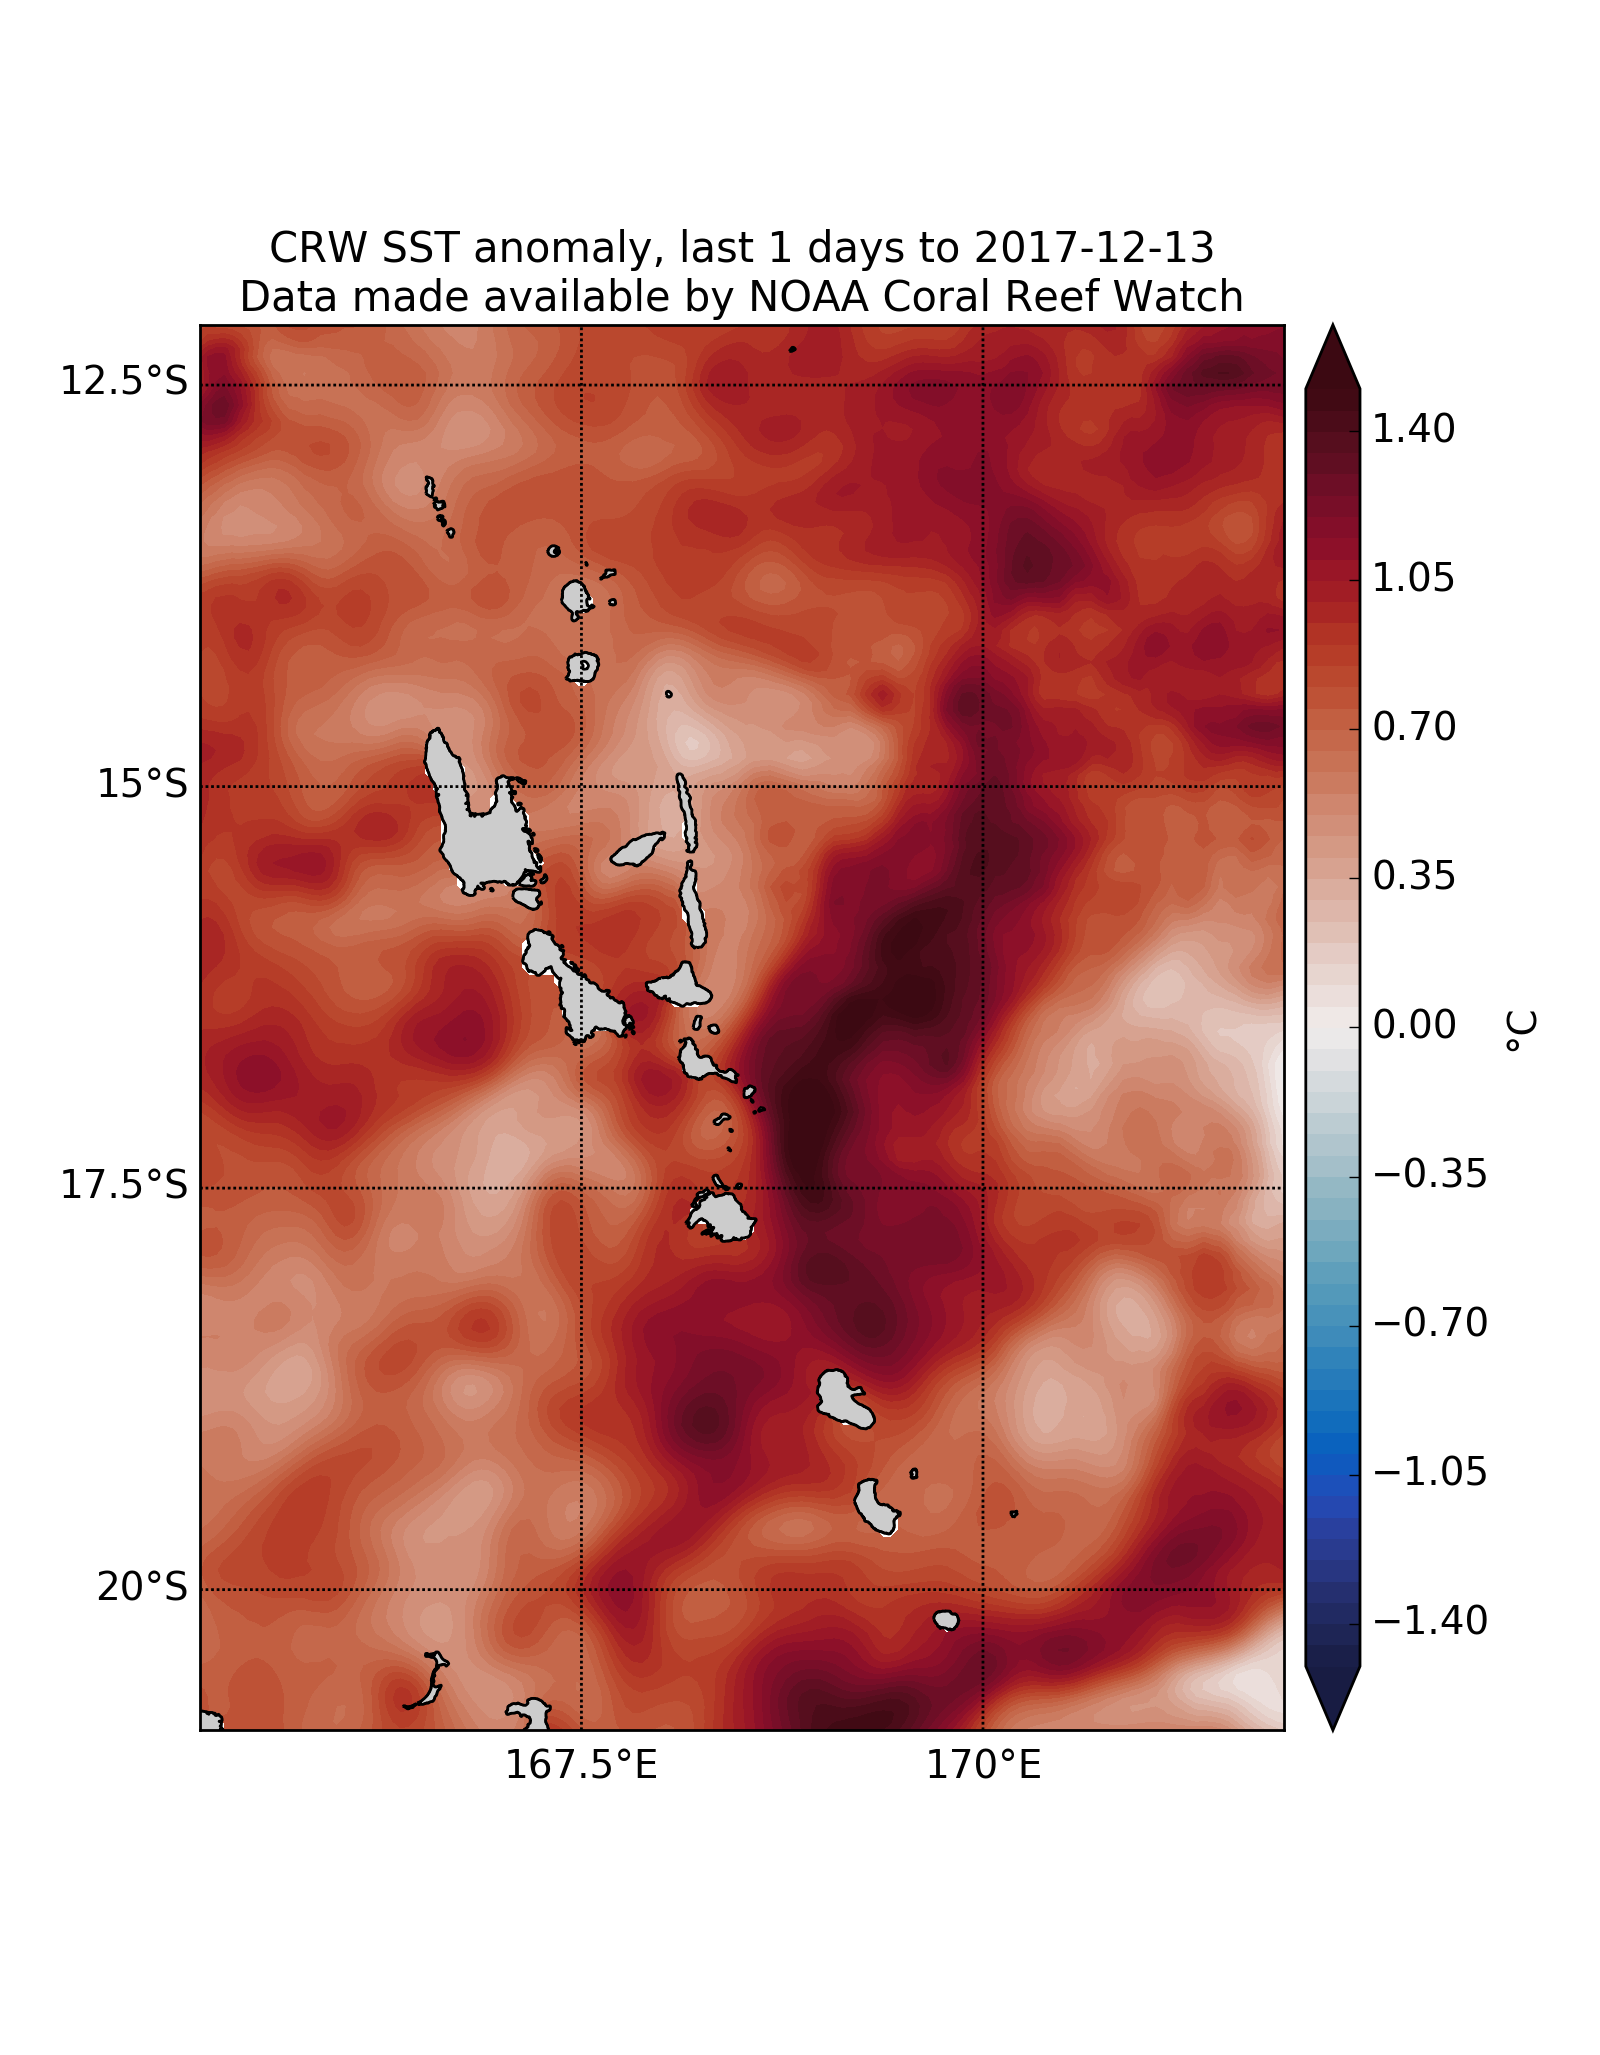 CRW SST anomaly, last 1 days to 2017-12-13
Data made available by NOAA Coral Reef Watch
12.5°S
15°S
17.5°S
20°S
167.5°E
170°E
1.40
1.05
0.70
0.35
0.00
−0.35
−0.70
−1.05
−1.40
°C